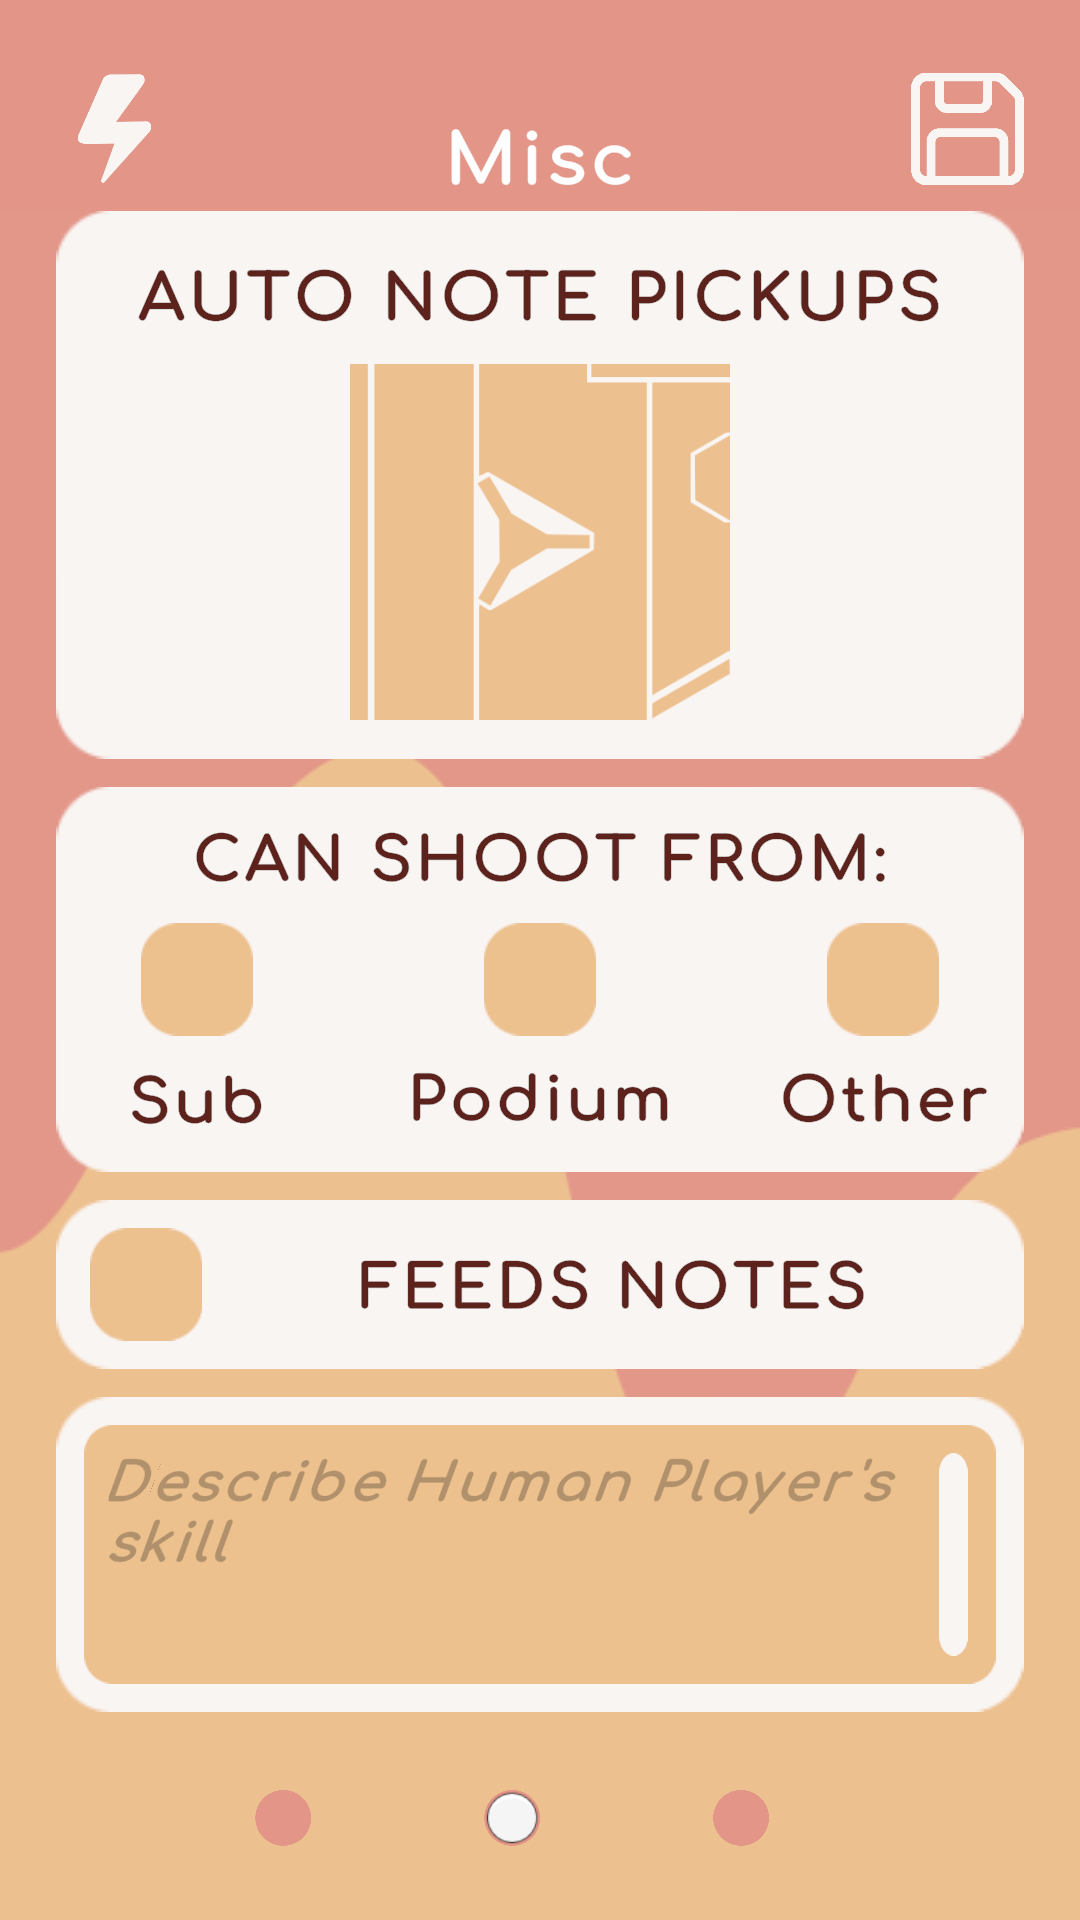 Misc
AUTO NOTE PICKUPS
CAN SHOOT FROM:
Sub Podium Other
FEEDS NOTES
Describe Human Player's
skill